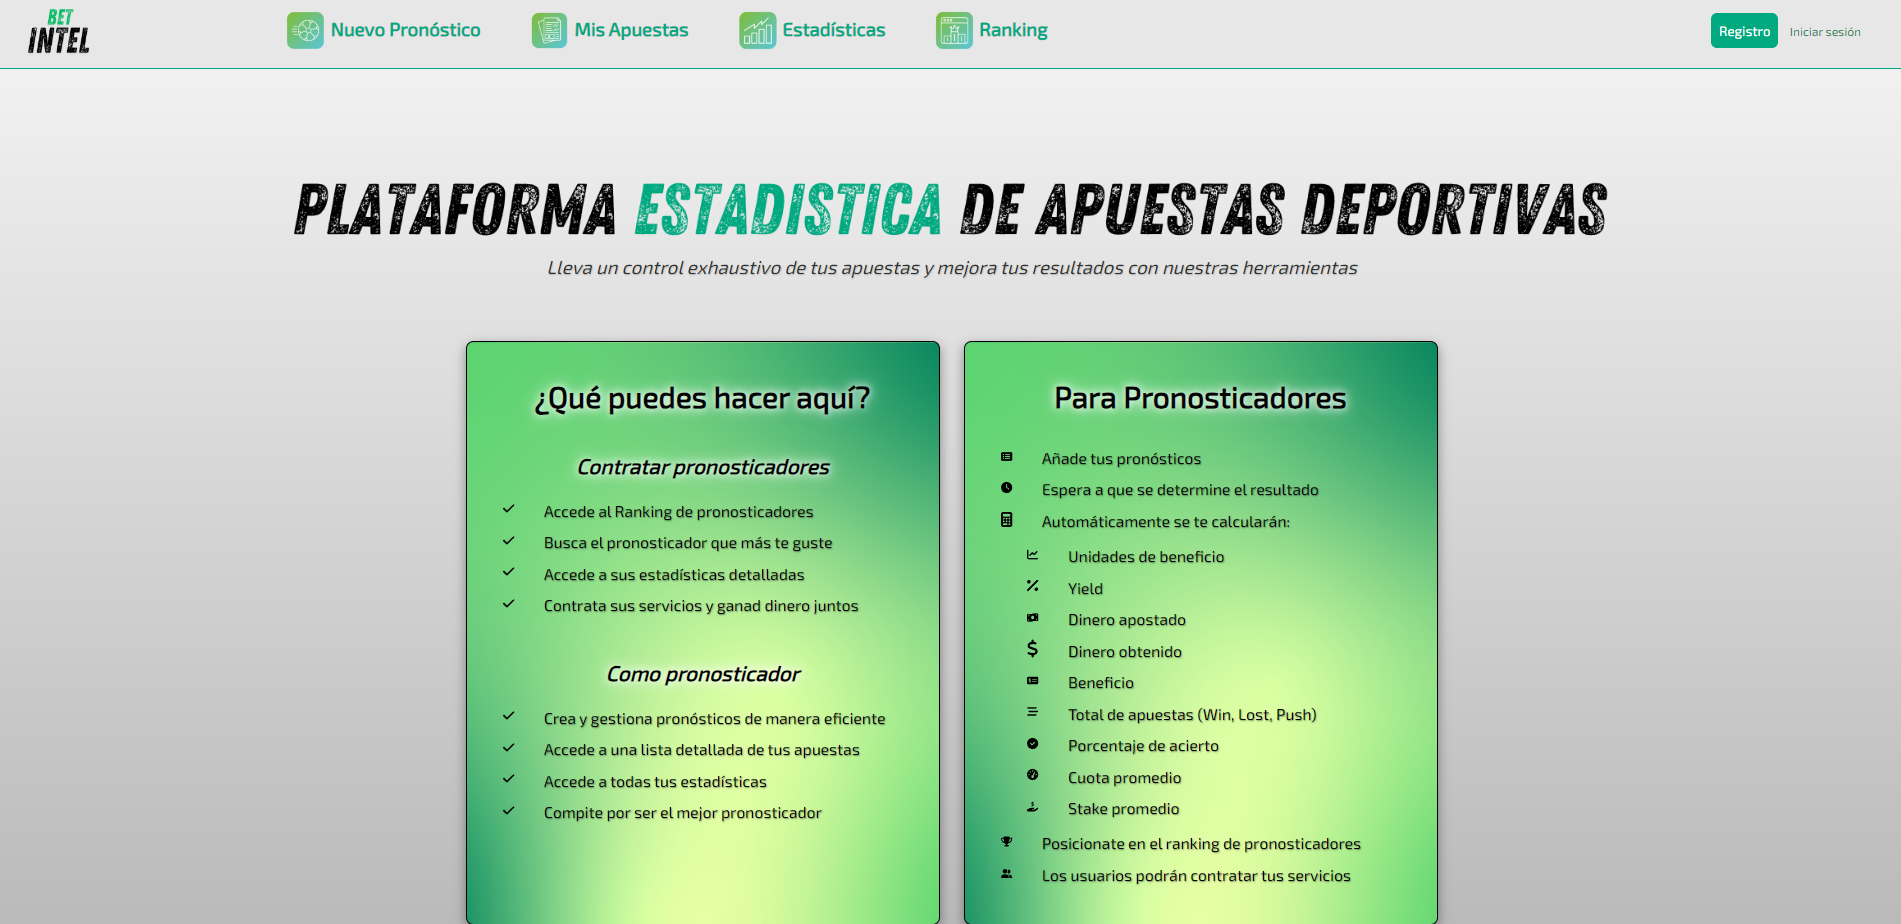 BET
INTEL
Nuevo Pronóstico
Mis Apuestas
Estadísticas
Ranking
Registro
Iniciar sesión
PLATAFORMA ESTADISTICA DE APUESTAS DEPORTIVAS
Lleva un control exhaustivo de tus apuestas y mejora tus resultados con nuestras herramientas
¿Qué puedes hacer aquí?
Contratar pronosticadores
Accede al Ranking de pronosticadores
Busca el pronosticador que más te guste
Accede a sus estadísticas detalladas
Contrata sus servicios y ganad dinero juntos
Como pronosticador
Crea y gestiona pronósticos de manera eficiente
Accede a una lista detallada de tus apuestas
Accede a todas tus estadísticas
Compite por ser el mejor pronosticador
Para Pronosticadores
Añade tus pronósticos
Espera a que se determine el resultado
Automáticamente se te calcularán:
Unidades de beneficio
Yield
Dinero apostado
Dinero obtenido
Beneficio
Total de apuestas (Win, Lost, Push)
Porcentaje de acierto
Cuota promedio
Stake promedio
Posicionate en el ranking de pronosticadores
Los usuarios podrán contratar tus servicios